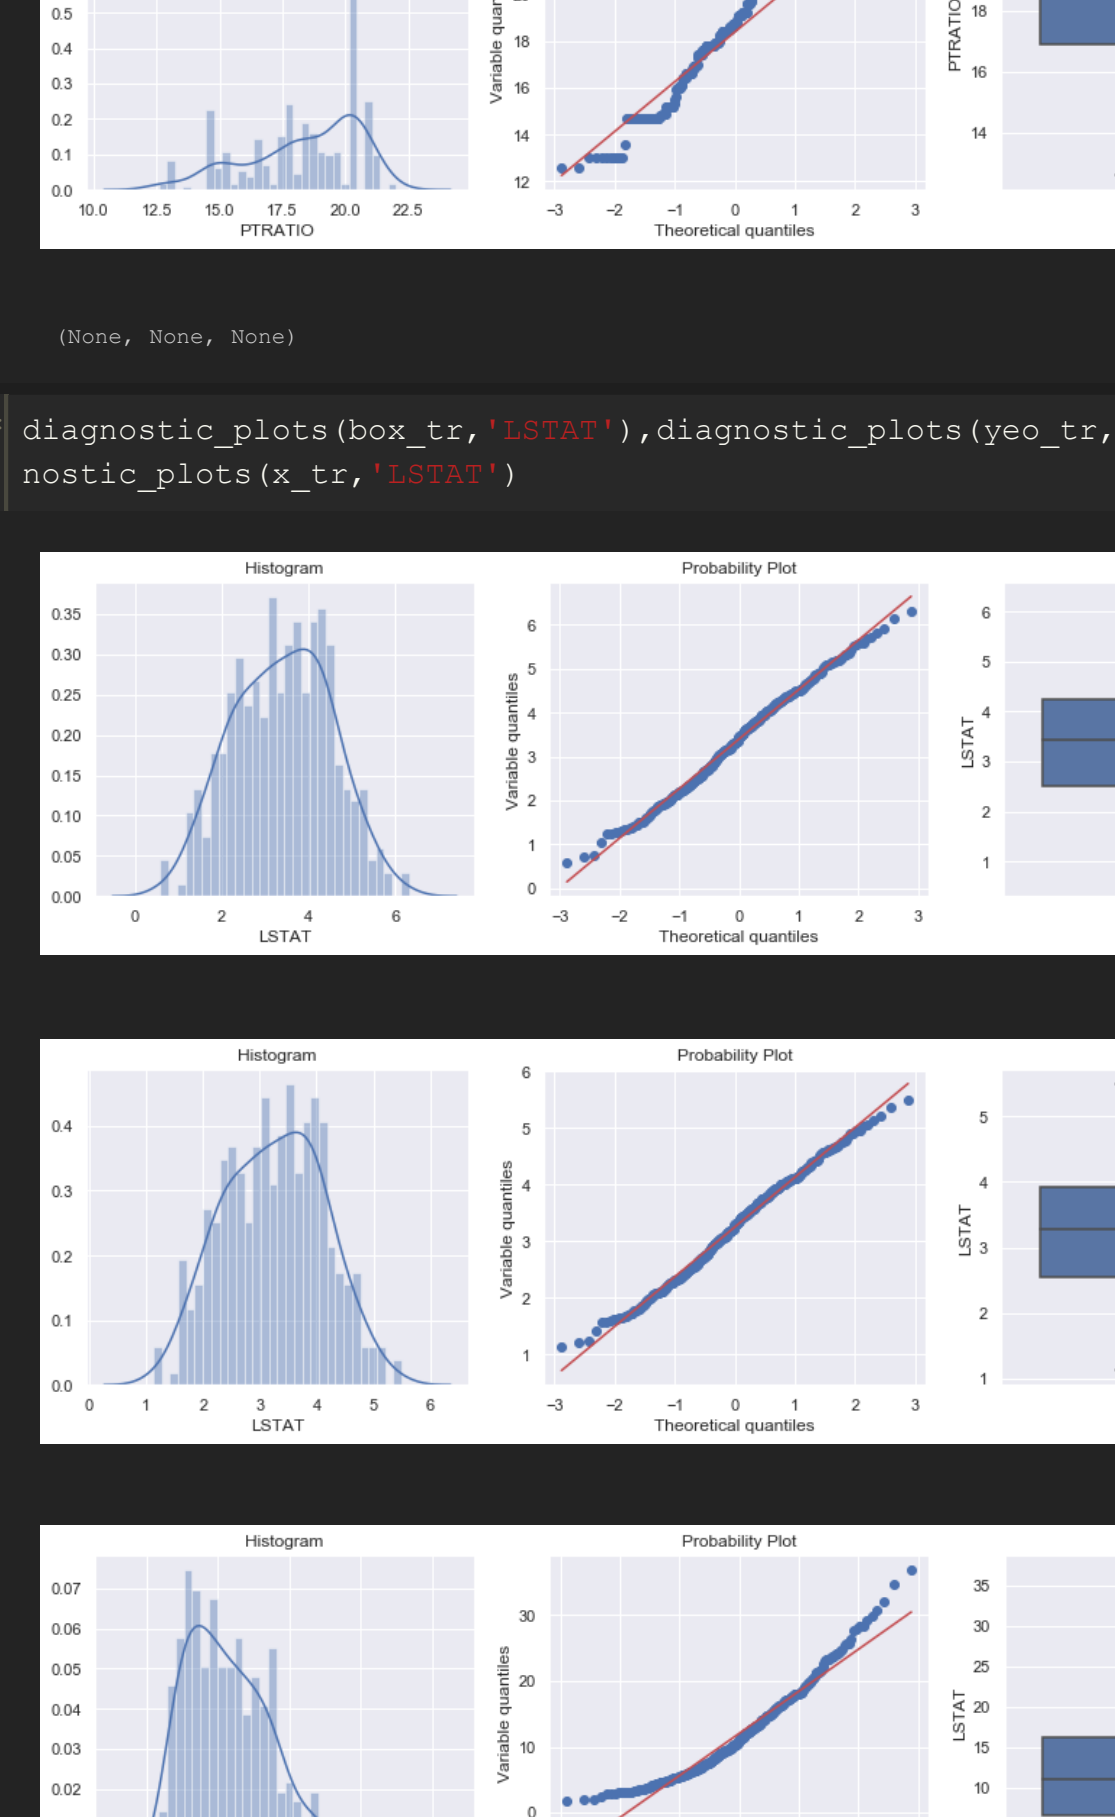 0.5
0.4
0.3
0.2
0.1
0.0
10.0 12.5 15.0 17.5 20.0 22.5
PTRATIO
Variable quan
18
16
14
12
−3 −2 −1 0 1 2 3
Theoretical quantiles
PTRATIO
18
16
14
(None, None, None)
diagnostic_plots(box_tr,'LSTAT'),diagnostic_plots(yeo_tr,
nostic_plots(x_tr,'LSTAT')
Histogram
0.35
0.30
0.25
0.20
0.15
0.10
0.05
0.00
0 2 4 6
LSTAT
Probability Plot
Variable quantiles
6
5
4
3
2
1
0
−3 −2 −1 0 1 2 3
Theoretical quantiles
LSTAT
6
5
4
3
2
1
Histogram
0.4
0.3
0.2
0.1
0.0
0 1 2 3 4 5 6
LSTAT
Probability Plot
Variable quantiles
6
5
4
3
2
1
−3 −2 −1 0 1 2 3
Theoretical quantiles
LSTAT
5
4
3
2
1
Histogram
0.07
0.06
0.05
0.04
0.03
0.02
Probability Plot
Variable quantiles
30
20
10
0
LSTAT
35
30
25
20
15
10